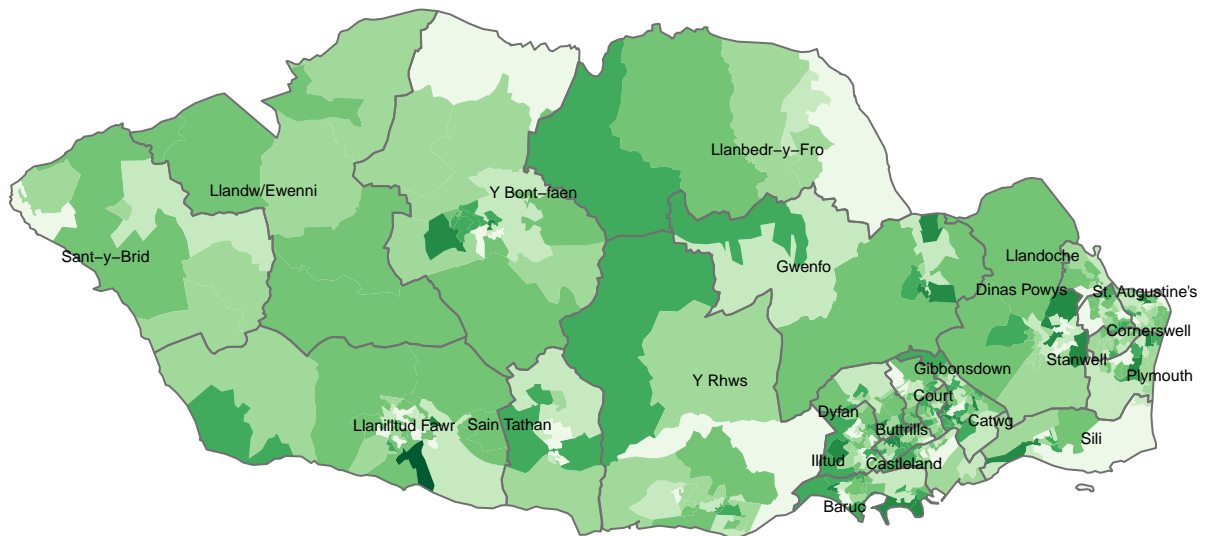 Llanbedr-y-Fro
Llandw/Ewenni
Y Bont-faen
Sant-y-Brid
Llandoche
Gwenfo
Dinas Powys
St. Augustine's
Cornerswell
Stanwell
Gibbonsdown
Plymouth
Y Rhws
Court
Dyfan
Catwg
Llanilltud Fawr
Sain Tathan
Buttrills
Sili
Illtud
Castleland
Baruc